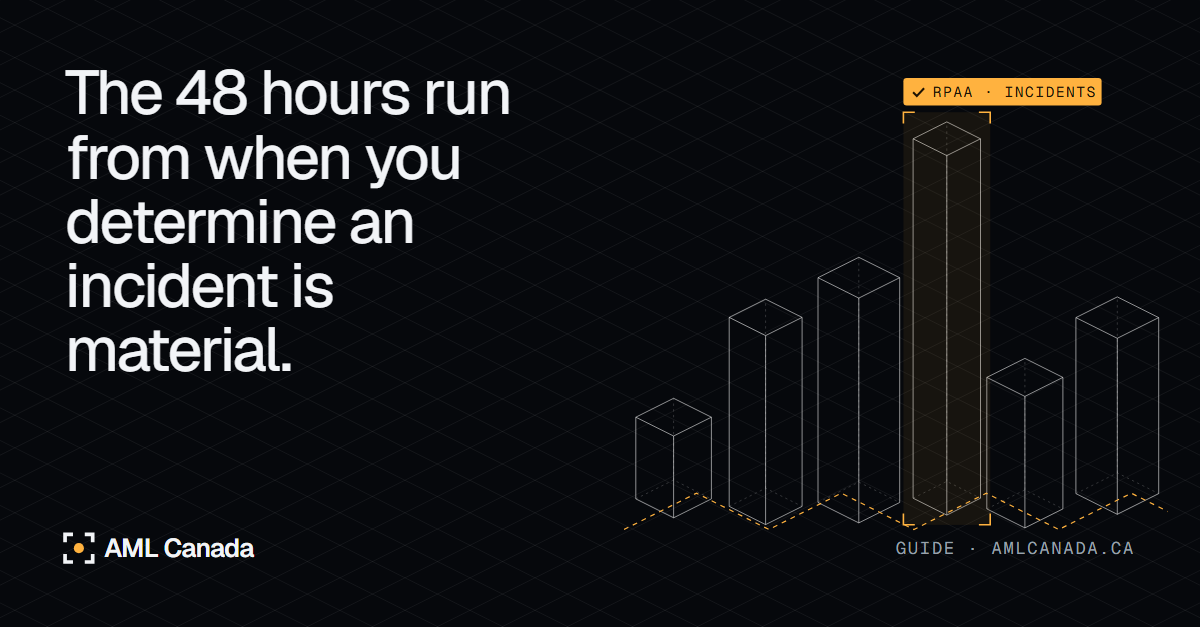 The 48 hours run
from when you
determine an
incident is
material.
RPAA · INCIDENTS
AML Canada
GUIDE · AMLCANADA.CA